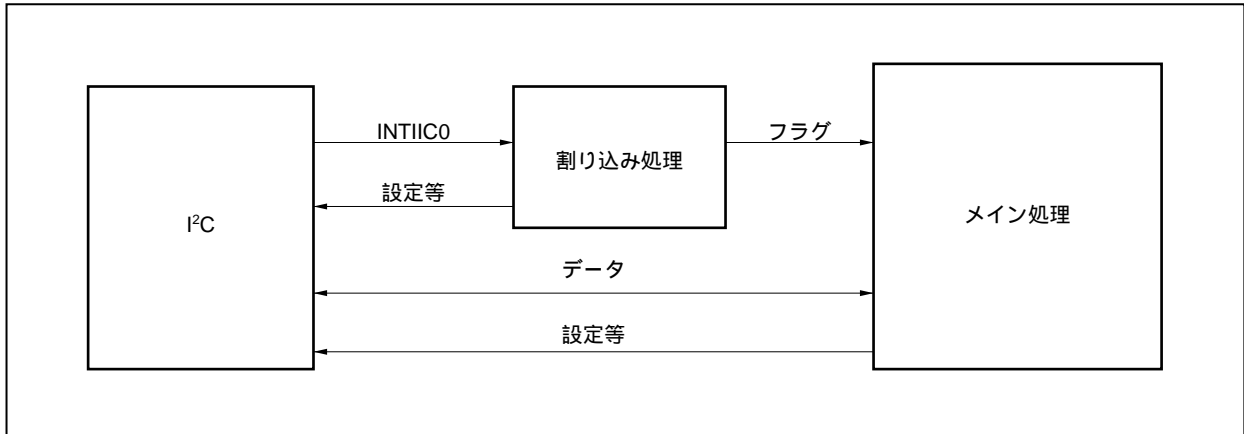 INTIIC0
フラグ
割り込み処理
設定等
I²C
メイン処理
データ
設定等